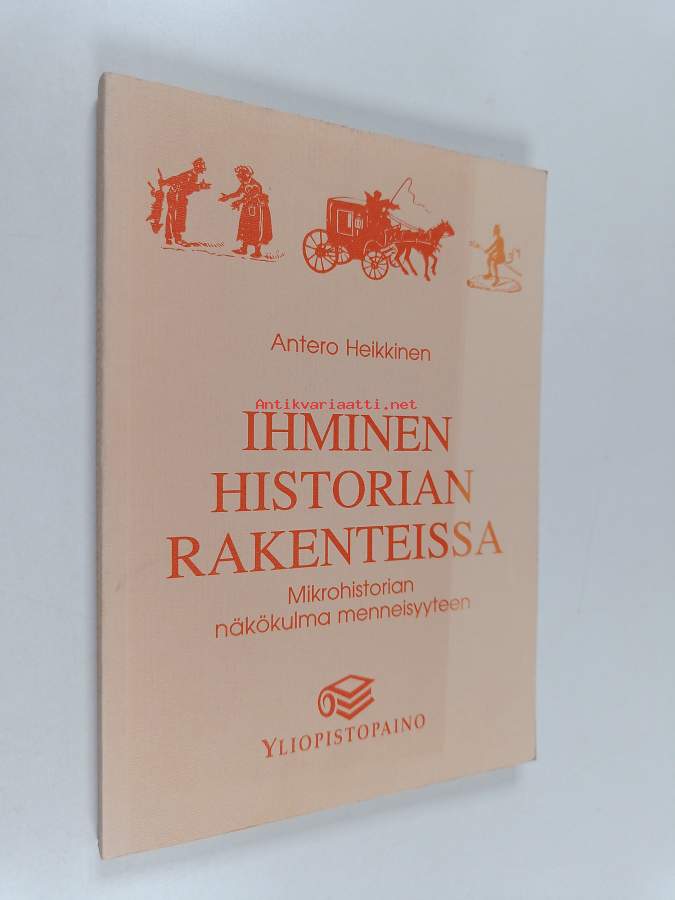 Antero Heikkinen
Antikvariaatti.net
IHMINEN
HISTORIAN
RAKENTEISSA
Mikrohistorian
näkökulma menneisyyteen
YLIOPISTOPAINO